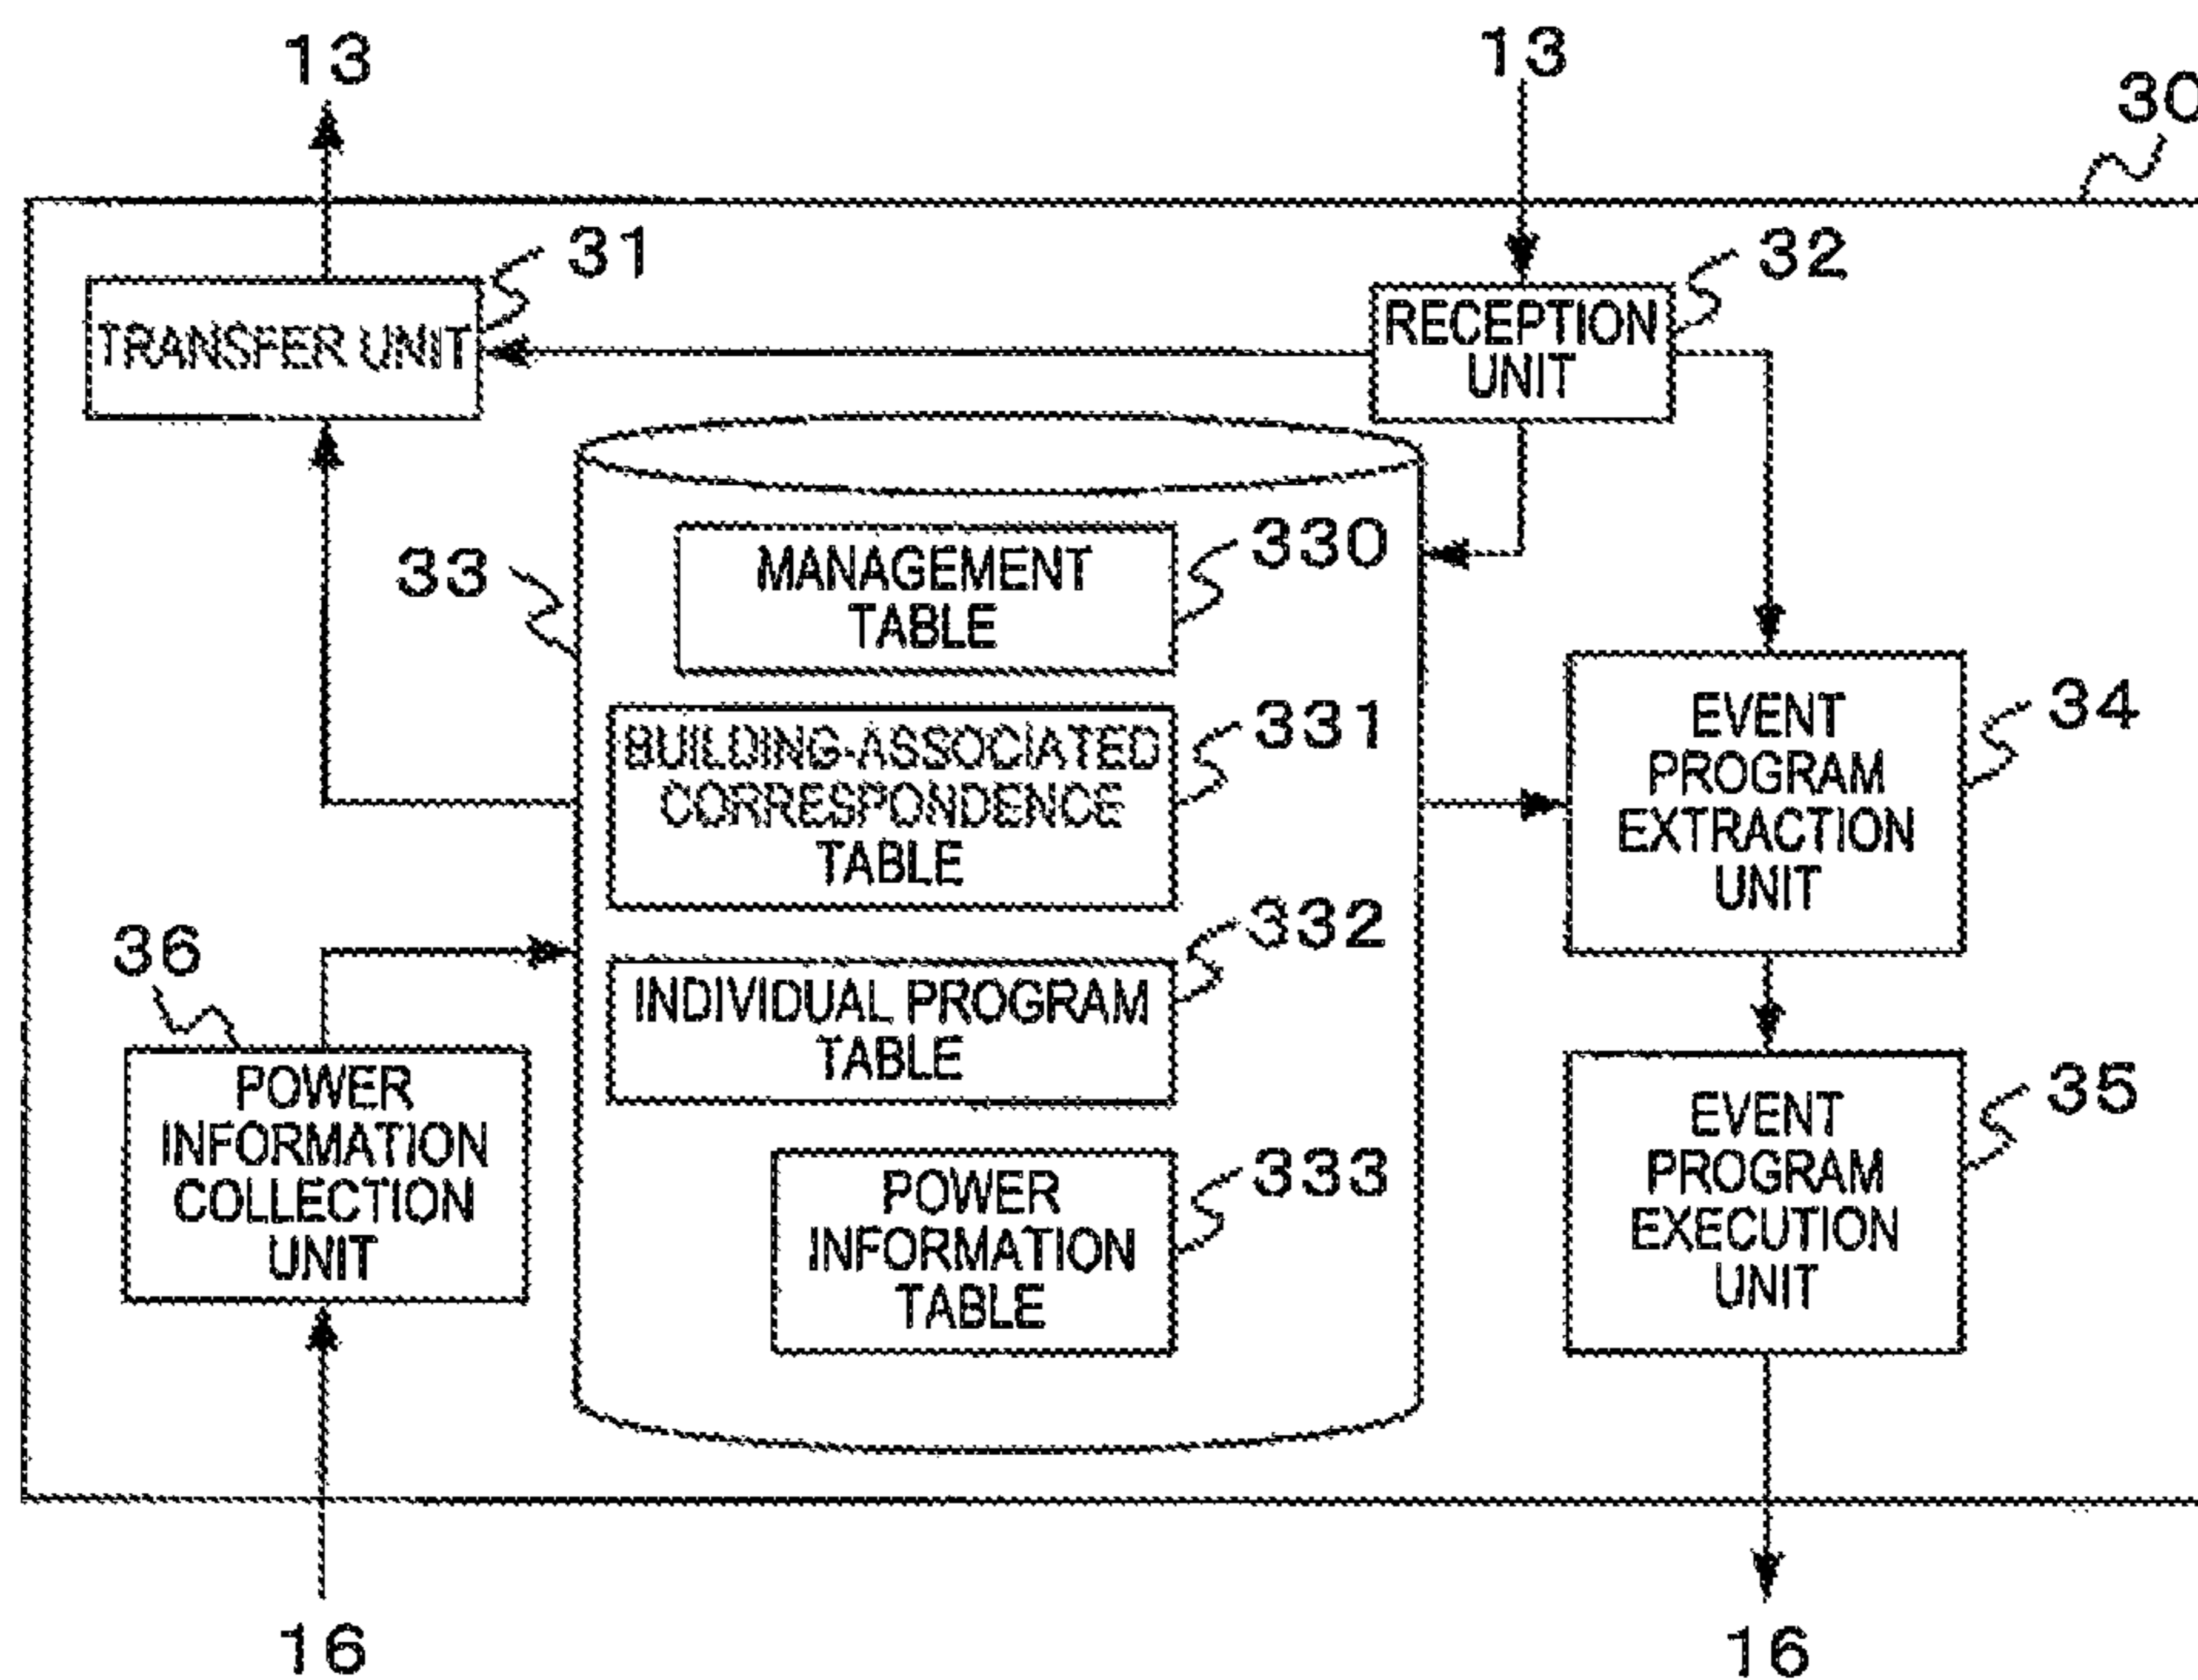 13
13
30
31
32
TRANSFER UNIT
RECEPTION
UNIT
33
MANAGEMENT
TABLE
330
BUILDING-ASSOCIATED
CORRESPONDENCE
TABLE
331
EVENT
PROGRAM
EXTRACTION
UNIT
34
36
INDIVIDUAL PROGRAM
TABLE
332
POWER
INFORMATION
COLLECTION
UNIT
POWER
INFORMATION
TABLE
333
EVENT
PROGRAM
EXECUTION
UNIT
35
16
16